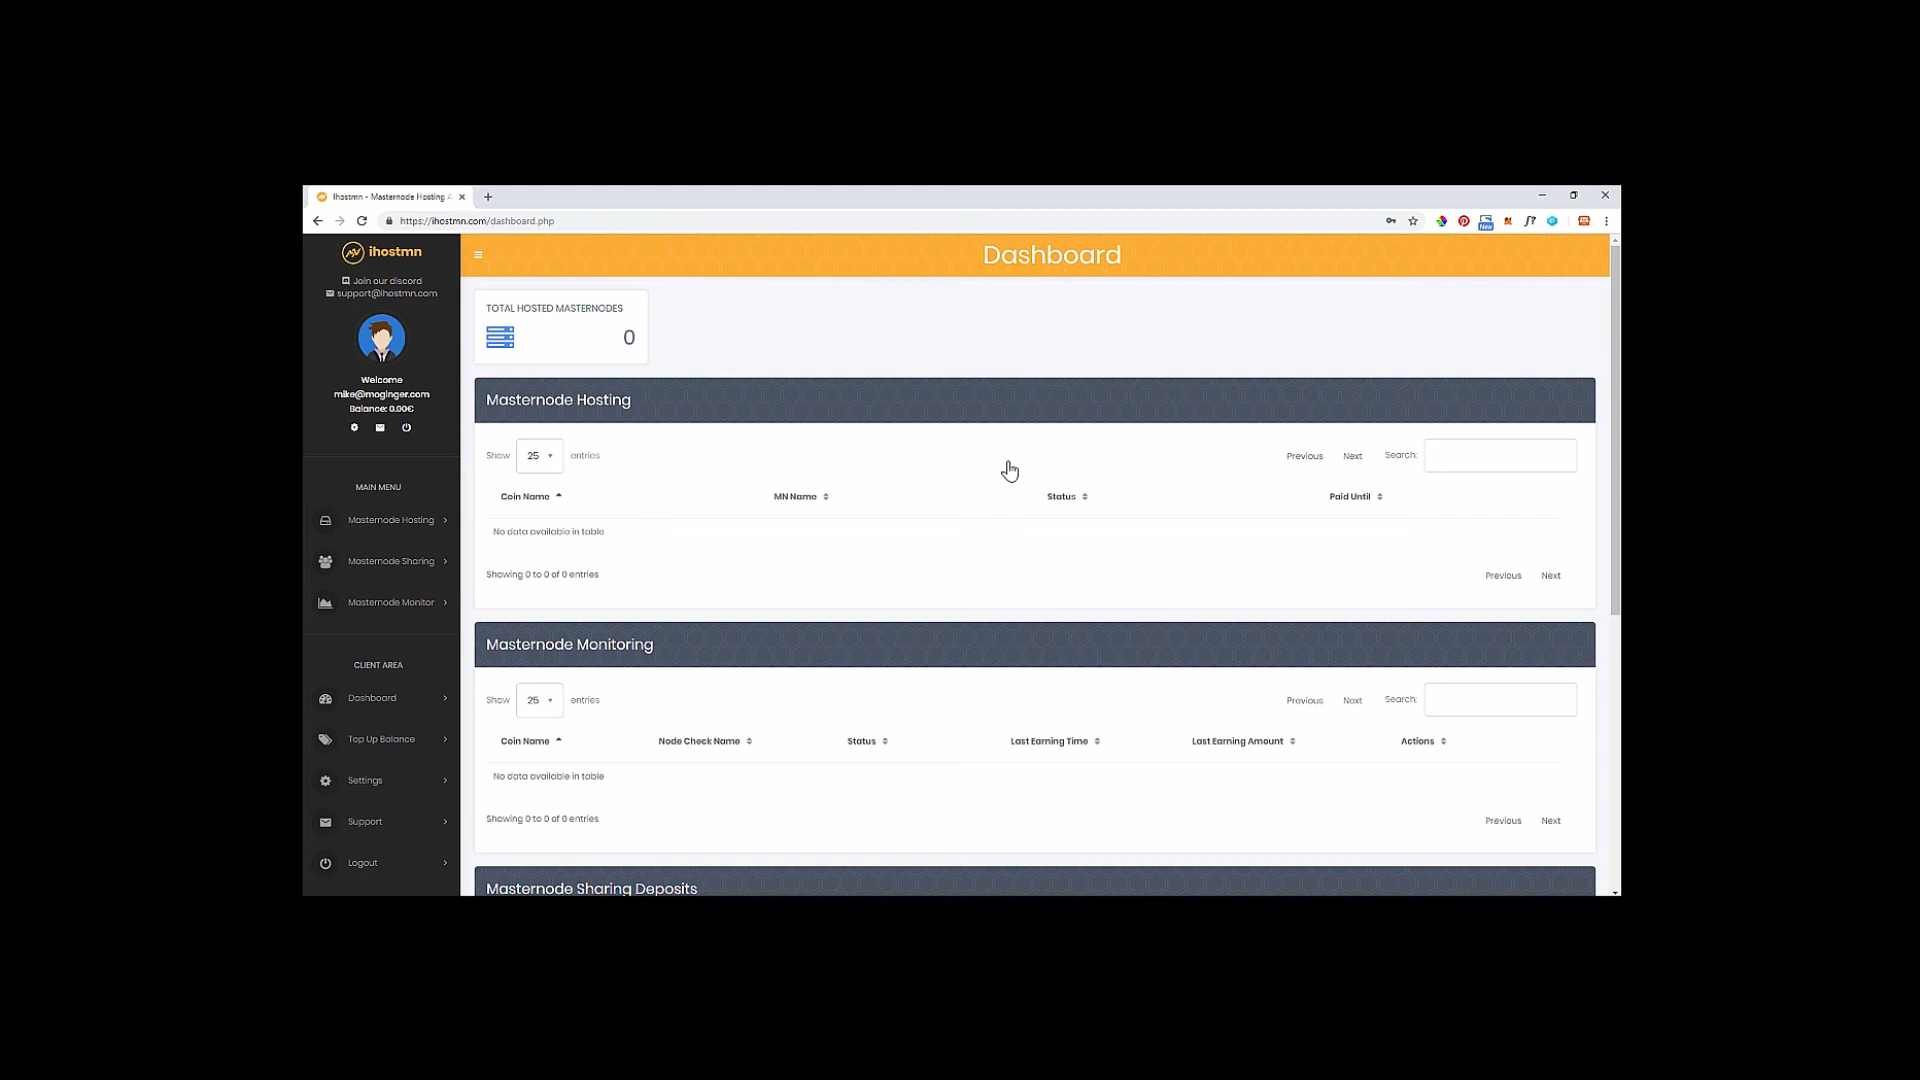 Ihostmn - Masternode Hosting
https://ihostmn.com/dashboard.php
New
ihostmn
Dashboard
Join our discord
support@ihostmn.com
Welcome
mike@moginger.com
Balance: 0.00€
MAIN MENU
Masternode Hosting
Masternode Sharing
Masternode Monitor
CLIENT AREA
Dashboard
Top Up Balance
Settings
Support
Logout
TOTAL HOSTED MASTERNODES
0
Masternode Hosting
Show 25 entries
Previous Next Search:
Coin Name MN Name Status Paid Until
No data available in table
Showing 0 to 0 of 0 entries
Previous Next
Masternode Monitoring
Show 25 entries
Previous Next Search:
Coin Name Node Check Name Status Last Earning Time Last Earning Amount Actions
No data available in table
Showing 0 to 0 of 0 entries
Previous Next
Masternode Sharing Deposits